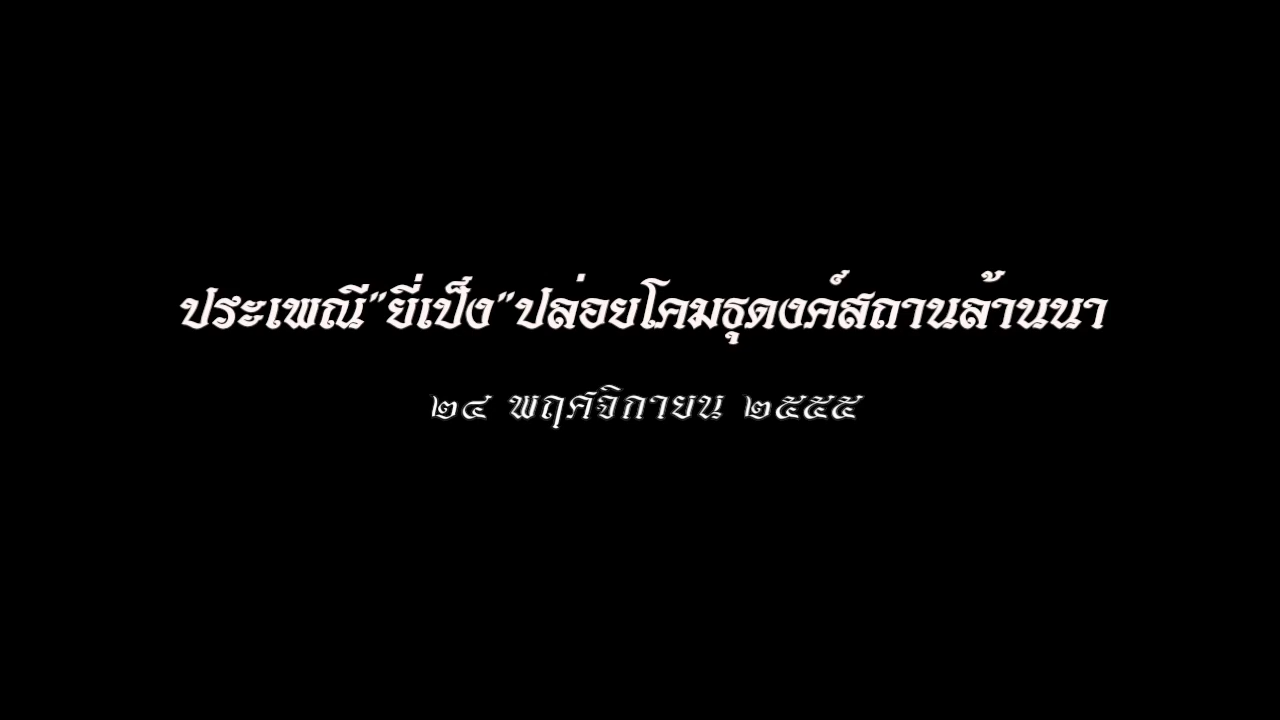 ประเพณี"ยี่เป็ง"ปล่อยโคมธุดงค์สถานล้านนา
๒๔ พฤศจิกายน ๒๕๕๕